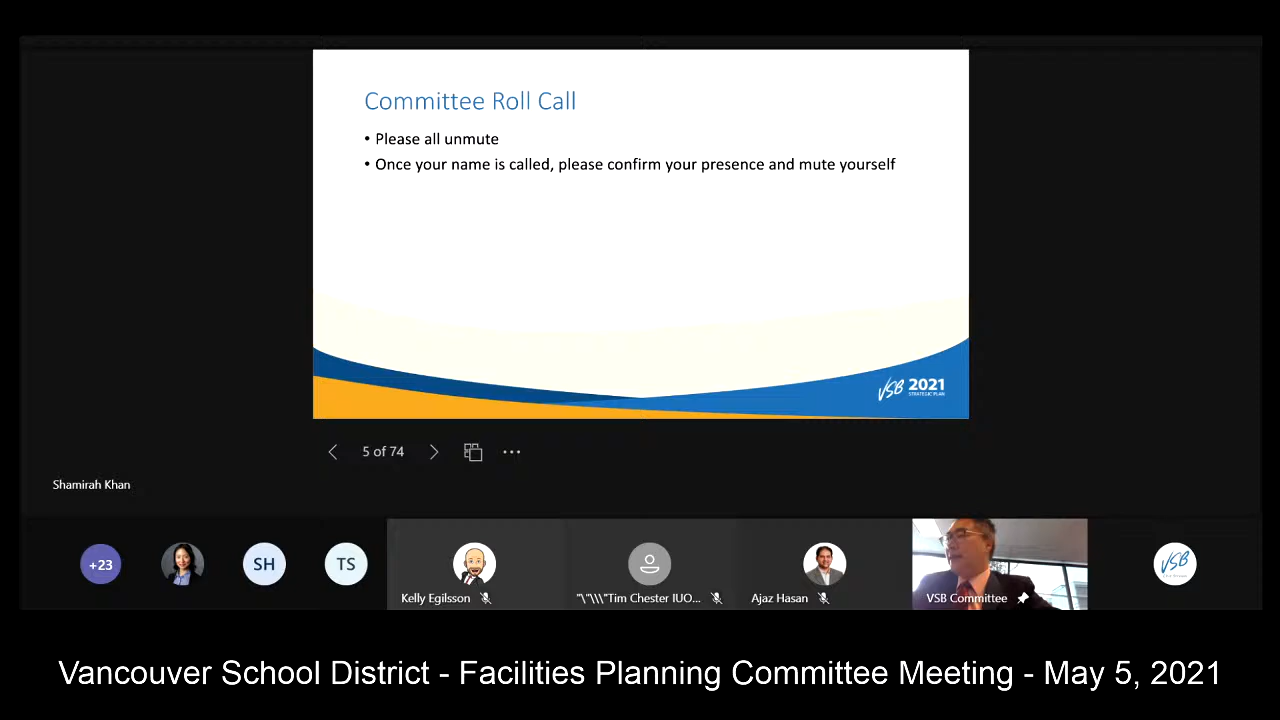 Committee Roll Call
• Please all unmute
• Once your name is called, please confirm your presence and mute yourself
VSB 2021
STRATEGIC PLAN
5 of 74
Shamirah Khan
+23
SH
TS
Kelly Egilsson
"\"\\\"Tim Chester IUO...
Ajaz Hasan
VSB Committee
VSB
Vancouver School District - Facilities Planning Committee Meeting - May 5, 2021